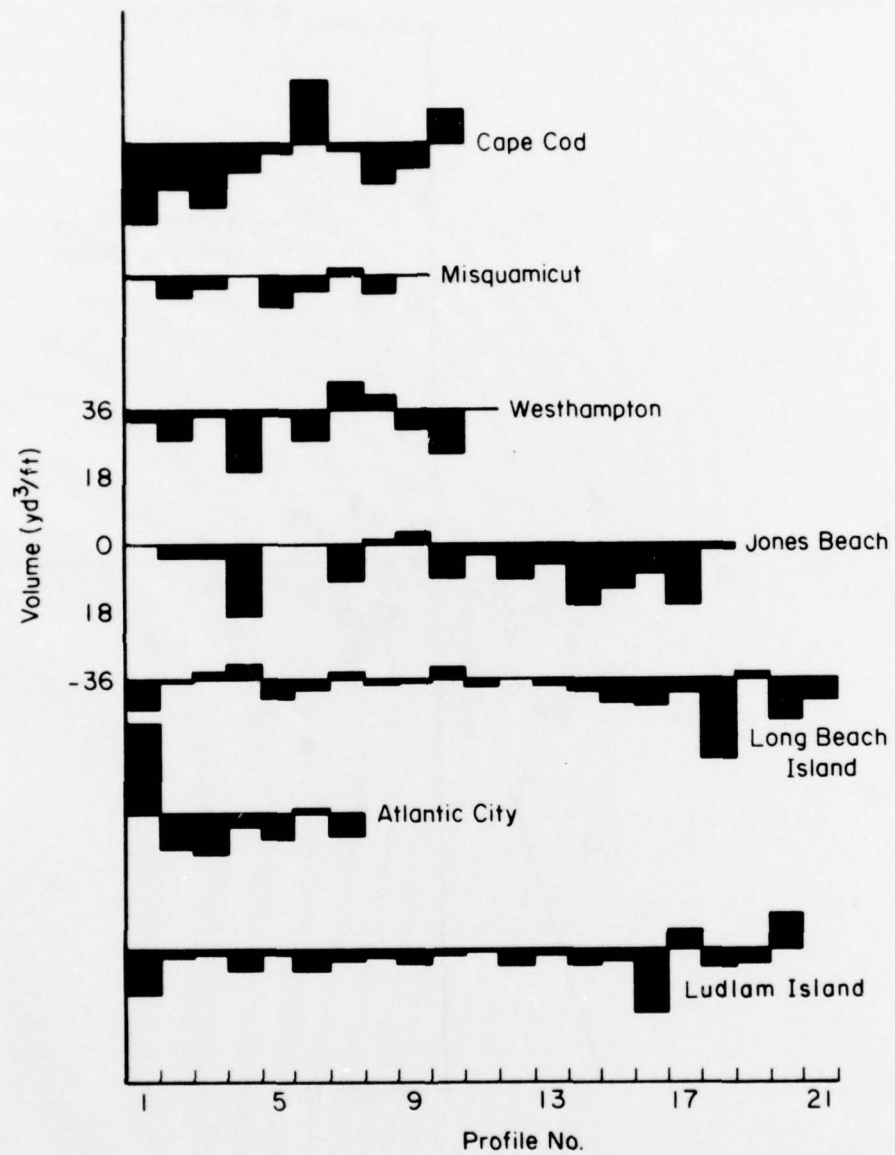 Cape Cod
Misquamicut
Westhampton
36
18
0
Jones Beach
18
-36
Long Beach
Island
Atlantic City
Ludlam Island
Volume (yd³/ft)
1 5 9 13 17 21
Profile No.